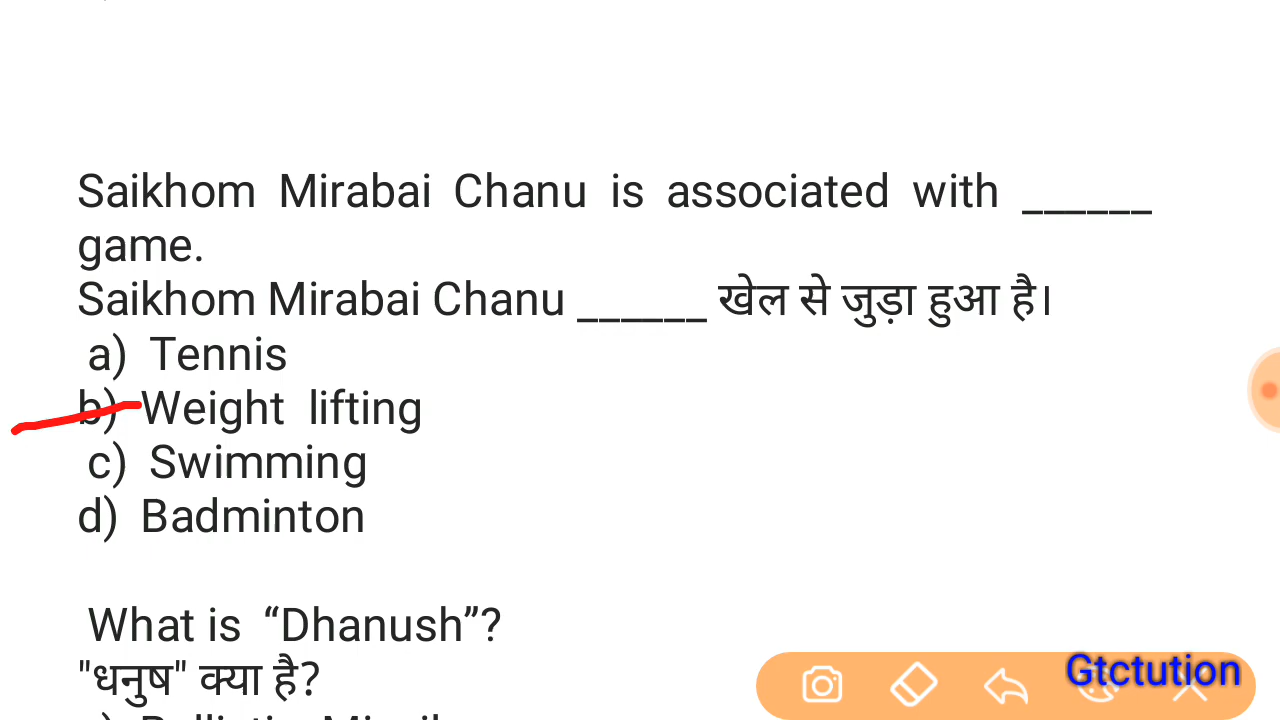 Saikhom Mirabai Chanu is associated with ______
game.
Saikhom Mirabai Chanu ______ खेल से जुड़ा हुआ है।
a) Tennis
b) Weight lifting
c) Swimming
d) Badminton
What is “Dhanush”?
"धनुष" क्या है?
Gtctution